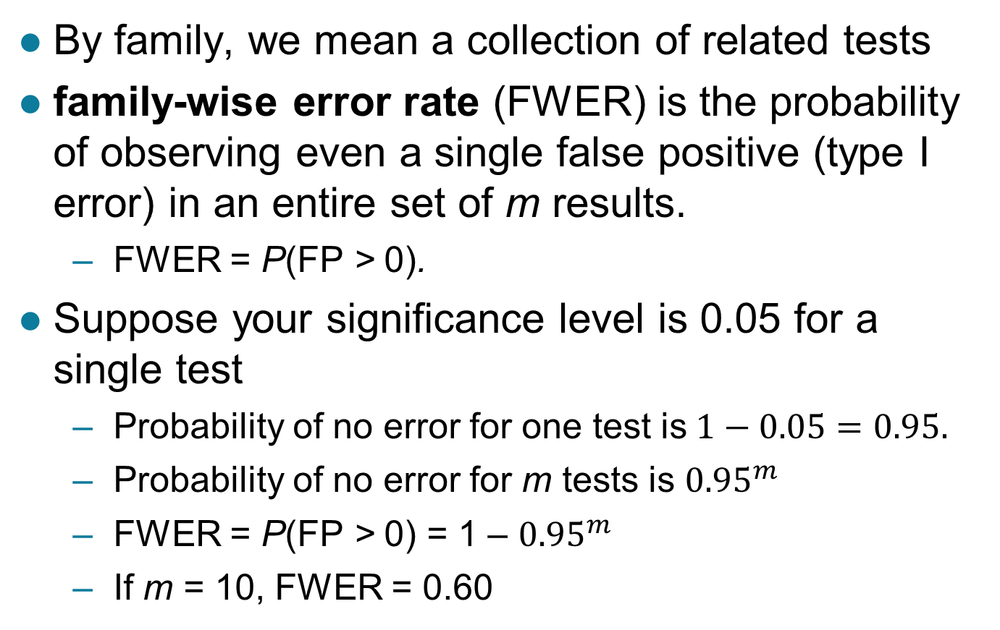 ● By family, we mean a collection of related tests
● family-wise error rate (FWER) is the probability
of observing even a single false positive (type I
error) in an entire set of m results.
– FWER = P(FP > 0).
● Suppose your significance level is 0.05 for a
single test
– Probability of no error for one test is 1 − 0.05 = 0.95.
– Probability of no error for m tests is 0.95^m
– FWER = P(FP > 0) = 1 – 0.95^m
– If m = 10, FWER = 0.60